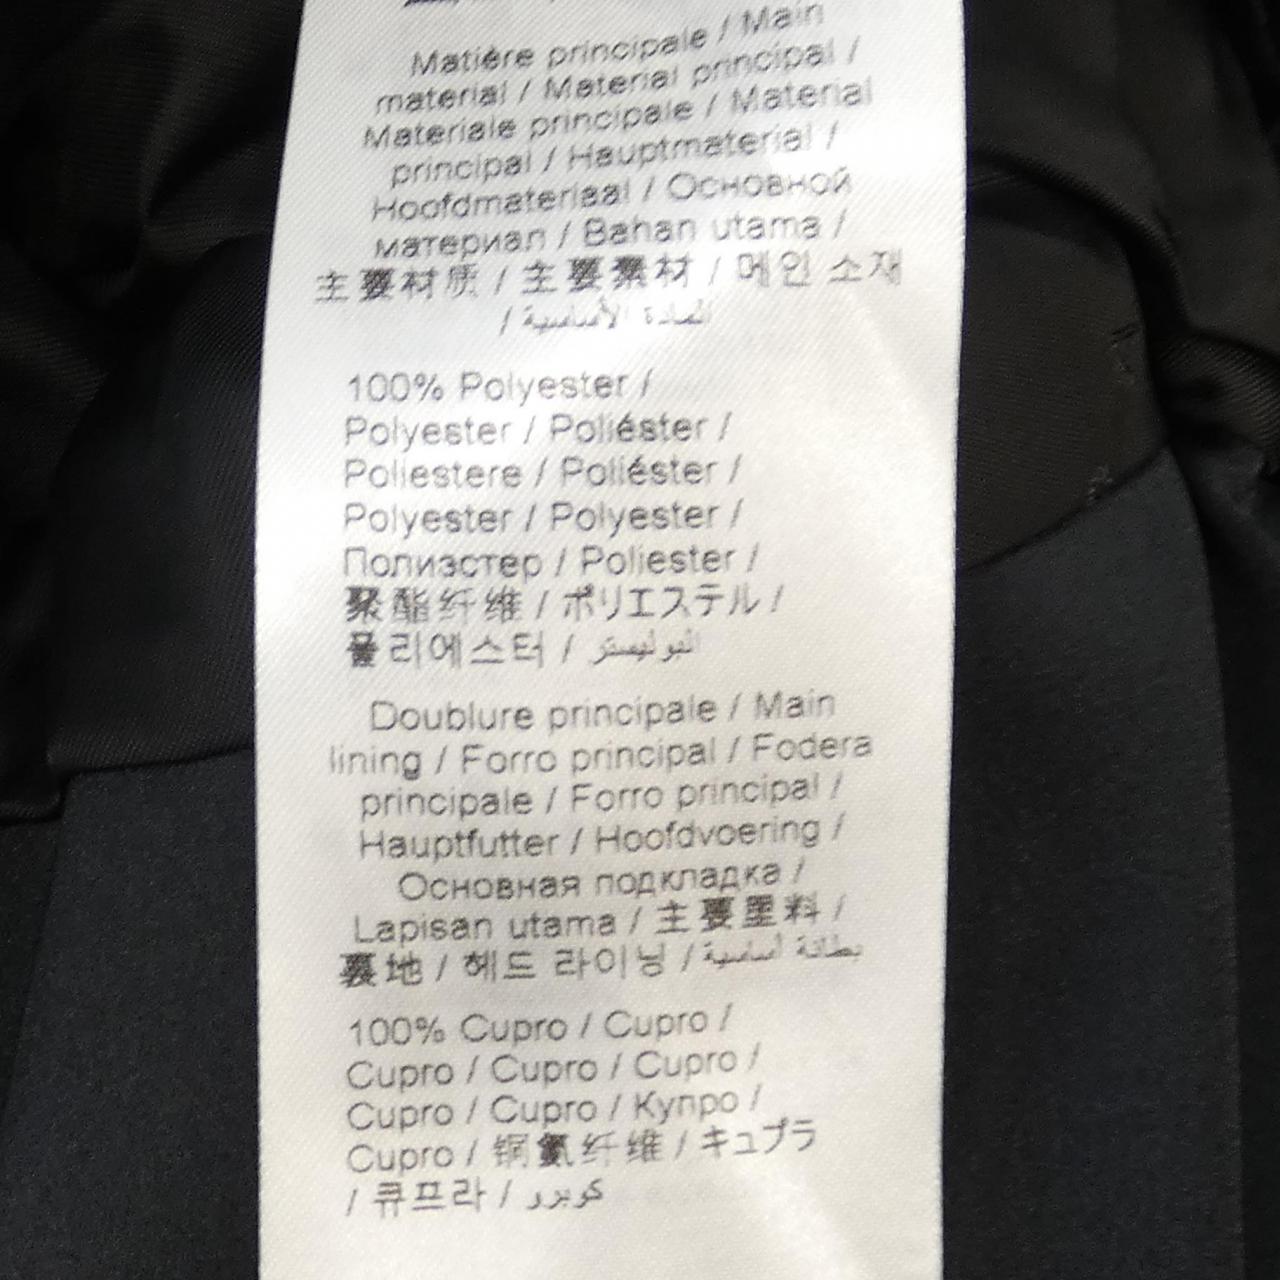 Matière principale / Main
material / Material principal /
Materiale principale / Material
principal / Hauptmaterial /
Hoofdmateriaal / Основной
материал / Bahan utama /
主要材质 / 主要素材 / 메인 소재
/ المادة الأساسية
100% Polyester /
Polyester / Poliéster /
Poliestere / Poliéster /
Polyester / Polyester /
Полиэстер / Poliester /
聚酯纤维 / ポリエステル /
폴리에스터 / البوليستر
Doublure principale / Main
lining / Forro principal / Fodera
principale / Forro principal /
Hauptfutter / Hoofdvoering /
Основная подкладка /
Lapisan utama / 主要里料 /
裏地 / 헤드 라이닝 / بطانة أساسية
100% Cupro / Cupro /
Cupro / Cupro / Cupro /
Cupro / Cupro / Купро /
Cupro / 铜氨纤维 / キュプラ
/ 큐프라 / كوبرو